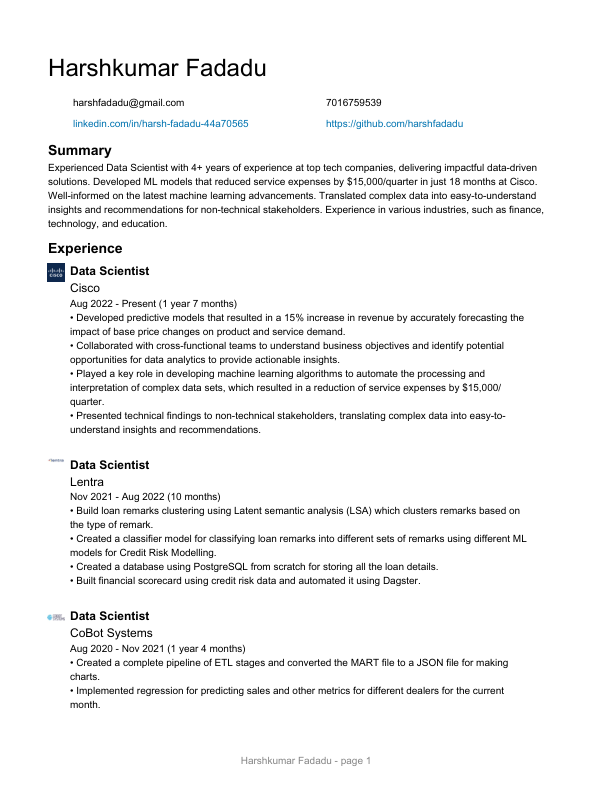 Harshkumar Fadadu
harshfadadu@gmail.com 7016759539
linkedin.com/in/harsh-fadadu-44a70565 https://github.com/harshfadadu
Summary
Experienced Data Scientist with 4+ years of experience at top tech companies, delivering impactful data-driven
solutions. Developed ML models that reduced service expenses by $15,000/quarter in just 18 months at Cisco.
Well-informed on the latest machine learning advancements. Translated complex data into easy-to-understand
insights and recommendations for non-technical stakeholders. Experience in various industries, such as finance,
technology, and education.
Experience
CISCO
Data Scientist
Cisco
Aug 2022 - Present (1 year 7 months)
• Developed predictive models that resulted in a 15% increase in revenue by accurately forecasting the
impact of base price changes on product and service demand.
• Collaborated with cross-functional teams to understand business objectives and identify potential
opportunities for data analytics to provide actionable insights.
• Played a key role in developing machine learning algorithms to automate the processing and
interpretation of complex data sets, which resulted in a reduction of service expenses by $15,000/
quarter.
• Presented technical findings to non-technical stakeholders, translating complex data into easy-to-
understand insights and recommendations.
Data Scientist
Lentra
Nov 2021 - Aug 2022 (10 months)
• Build loan remarks clustering using Latent semantic analysis (LSA) which clusters remarks based on
the type of remark.
• Created a classifier model for classifying loan remarks into different sets of remarks using different ML
models for Credit Risk Modelling.
• Created a database using PostgreSQL from scratch for storing all the loan details.
• Built financial scorecard using credit risk data and automated it using Dagster.
Data Scientist
CoBot Systems
Aug 2020 - Nov 2021 (1 year 4 months)
• Created a complete pipeline of ETL stages and converted the MART file to a JSON file for making
charts.
• Implemented regression for predicting sales and other metrics for different dealers for the current
month.
Harshkumar Fadadu - page 1